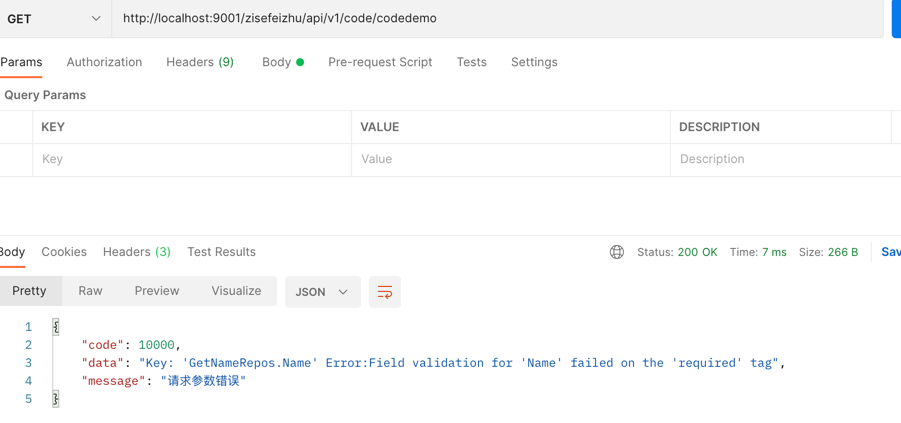 GET http://localhost:9001/zisefeizhu/api/v1/code/codedemo
Params Authorization Headers (9) Body Pre-request Script Tests Settings
Query Params
KEY VALUE DESCRIPTION
Key Value Description
Body Cookies Headers (3) Test Results Status: 200 OK Time: 7 ms Size: 266 B Sav
Pretty Raw Preview Visualize JSON
1 {
2 "code": 10000,
3 "data": "Key: 'GetNameRepos.Name' Error:Field validation for 'Name' failed on the 'required' tag",
4 "message": "请求参数错误"
5 }